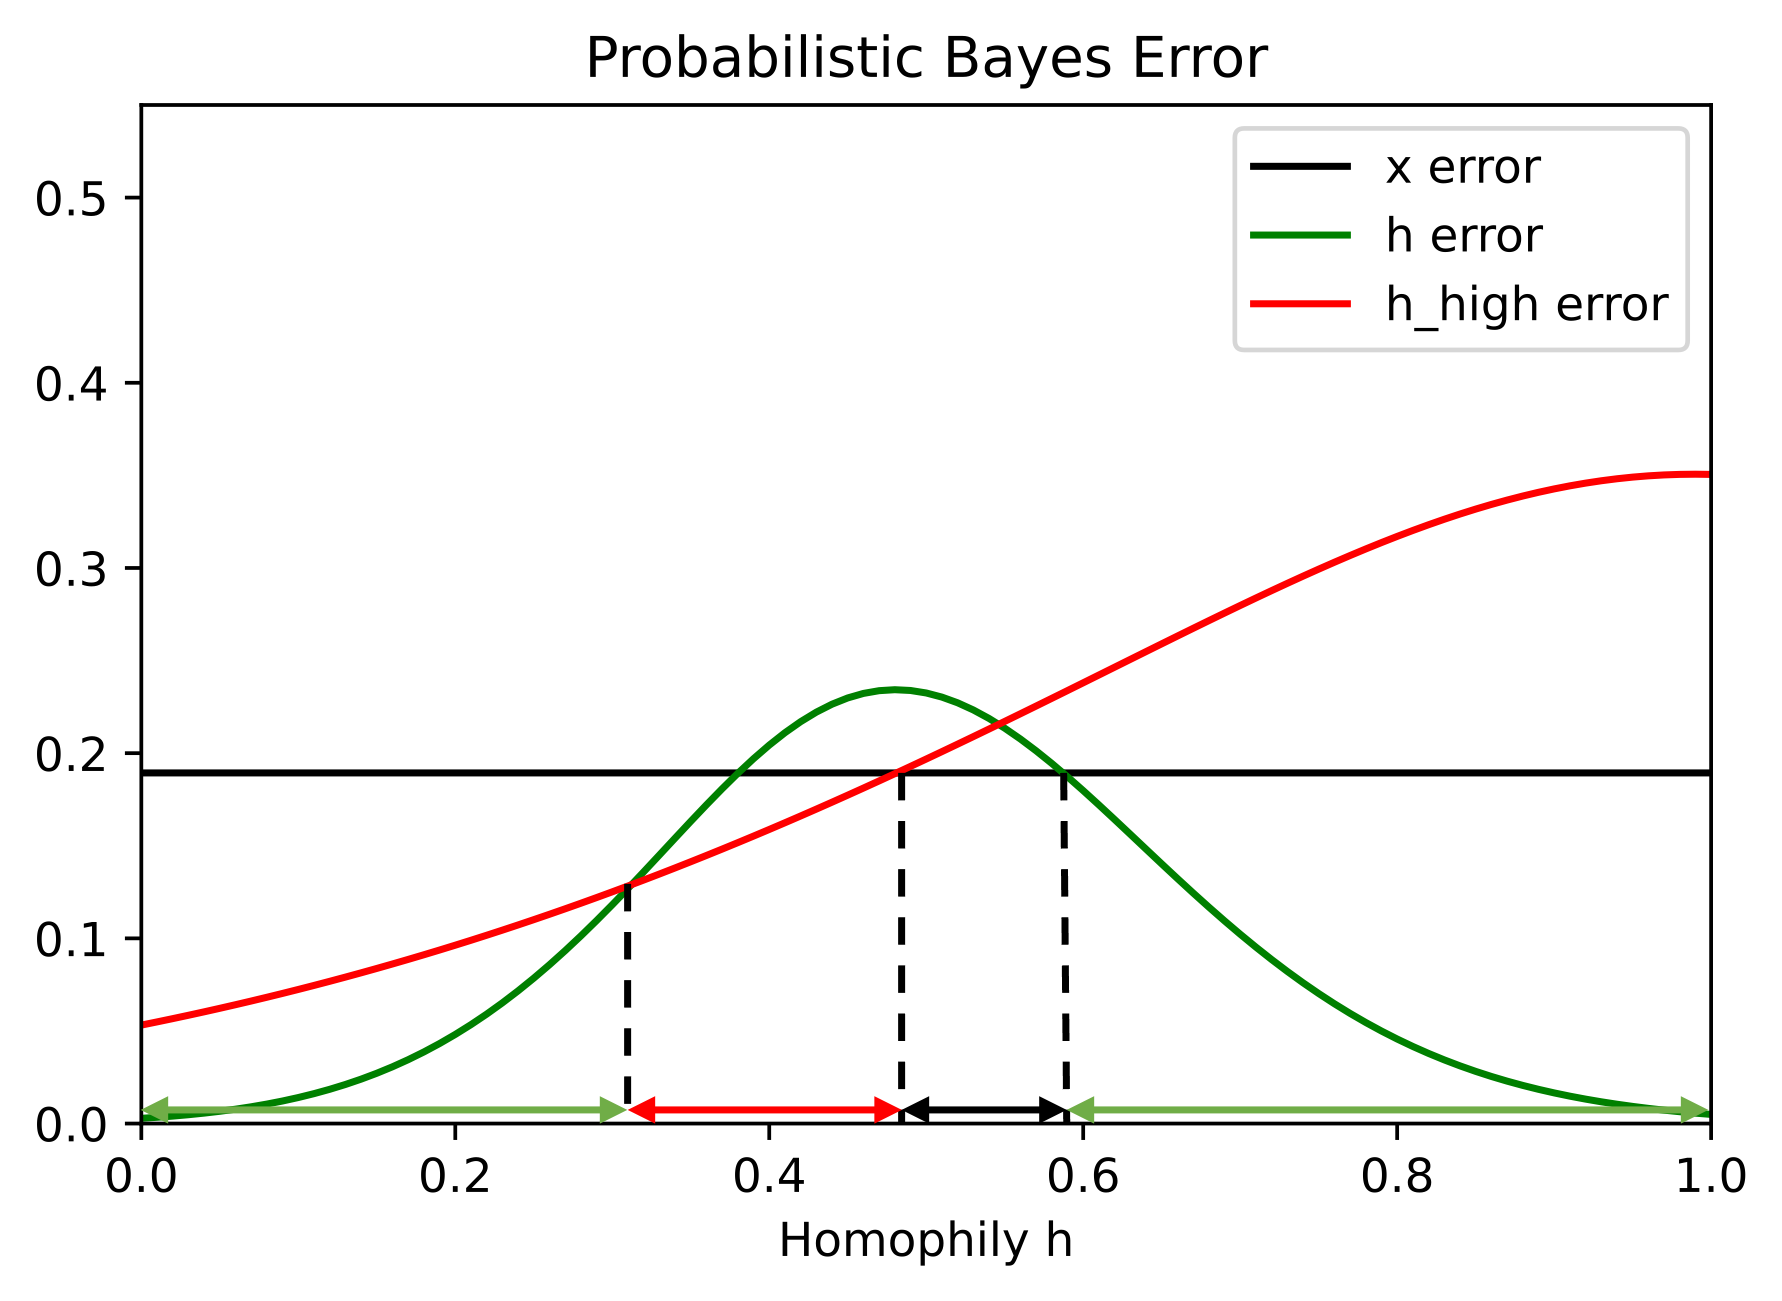 Probabilistic Bayes Error
x error
h error
h_high error
0.5
0.4
0.3
0.2
0.1
0.0
0.0 0.2 0.4 0.6 0.8 1.0
Homophily h